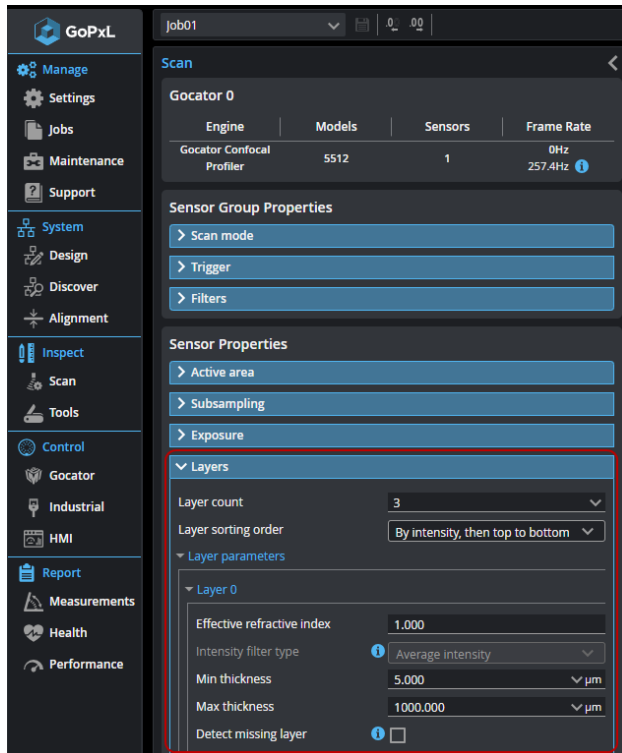 GoPxL
Job01
Manage
Settings
Jobs
Maintenance
Support
System
Design
Discover
Alignment
Inspect
Scan
Tools
Control
Gocator
Industrial
HMI
Report
Measurements
Health
Performance
Scan
Gocator 0
Engine Models Sensors Frame Rate
Gocator Confocal Profiler 5512 1 0Hz
257.4Hz
Sensor Group Properties
Scan mode
Trigger
Filters
Sensor Properties
Active area
Subsampling
Exposure
Layers
Layer count 3
Layer sorting order By intensity, then top to bottom
Layer parameters
Layer 0
Effective refractive index 1.000
Intensity filter type Average intensity
Min thickness 5.000 µm
Max thickness 1000.000 µm
Detect missing layer